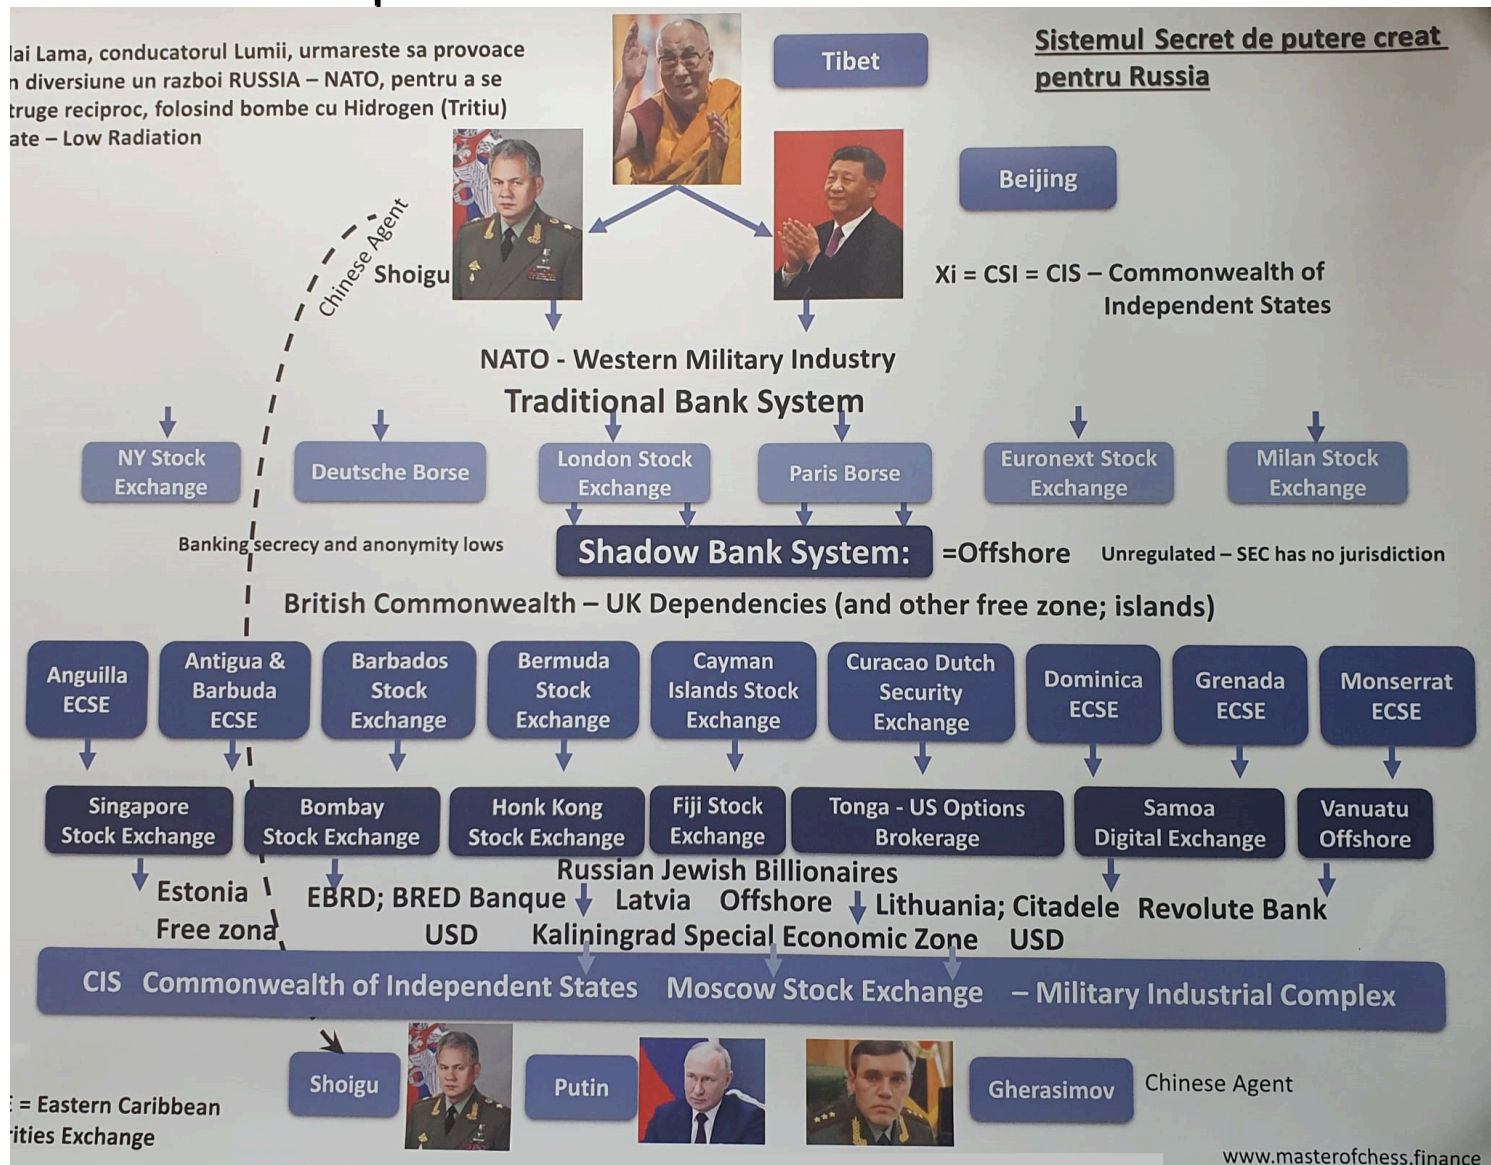 lai Lama, conducatorul Lumii, urmareste sa provoace
n diversiune un razboi RUSSIA – NATO, pentru a se
truge reciproc, folosind bombe cu Hidrogen (Tritiu)
ate – Low Radiation
Tibet
Sistemul Secret de putere creat
pentru Russia
Beijing
Chinese Agent
Shoigu
Xi = CSI = CIS – Commonwealth of
Independent States
NATO - Western Military Industry
Traditional Bank System
NY Stock
Exchange
Deutsche Borse
London Stock
Exchange
Paris Borse
Euronext Stock
Exchange
Milan Stock
Exchange
Banking secrecy and anonymity lows
Shadow Bank System:
=Offshore
Unregulated – SEC has no jurisdiction
British Commonwealth – UK Dependencies (and other free zone; islands)
Anguilla
ECSE
Antigua &
Barbuda
ECSE
Barbados
Stock
Exchange
Bermuda
Stock
Exchange
Cayman
Islands Stock
Exchange
Curacao Dutch
Security
Exchange
Dominica
ECSE
Grenada
ECSE
Monserrat
ECSE
Singapore
Stock Exchange
Bombay
Stock Exchange
Honk Kong
Stock Exchange
Fiji Stock
Exchange
Tonga - US Options
Brokerage
Samoa
Digital Exchange
Vanuatu
Offshore
Russian Jewish Billionaires
Estonia
Free zona
EBRD; BRED Banque
Latvia
Offshore
Lithuania; Citadele
Revolute Bank
USD
Kaliningrad Special Economic Zone
USD
CIS Commonwealth of Independent States Moscow Stock Exchange – Military Industrial Complex
Shoigu
Putin
Gherasimov
Chinese Agent
E = Eastern Caribbean
rities Exchange
www.masterofchess.finance